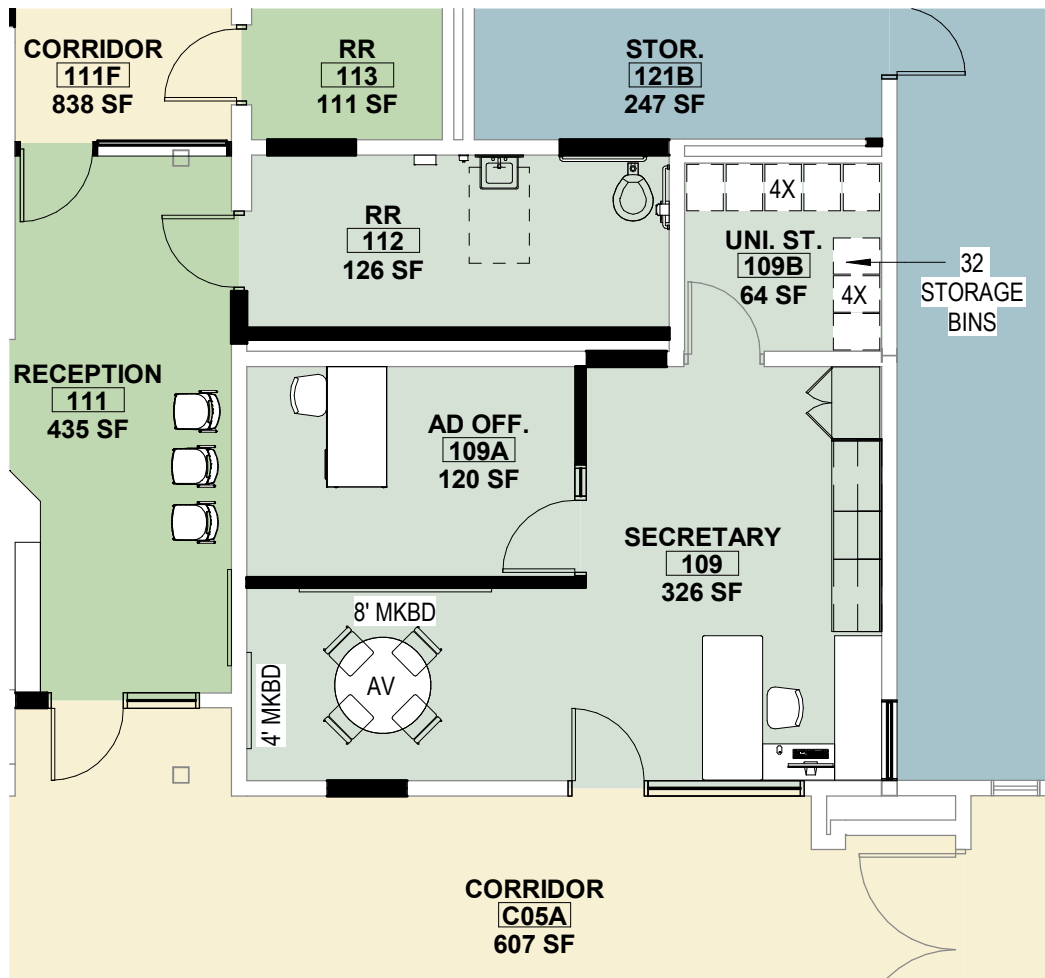 CORRIDOR
111F
838 SF
RR
113
111 SF
STOR.
121B
247 SF
4X
RR
112
126 SF
UNI. ST.
109B
64 SF
4X
32
STORAGE
BINS
RECEPTION
111
435 SF
AD OFF.
109A
120 SF
SECRETARY
109
326 SF
8' MKBD
4' MKBD
AV
CORRIDOR
C05A
607 SF